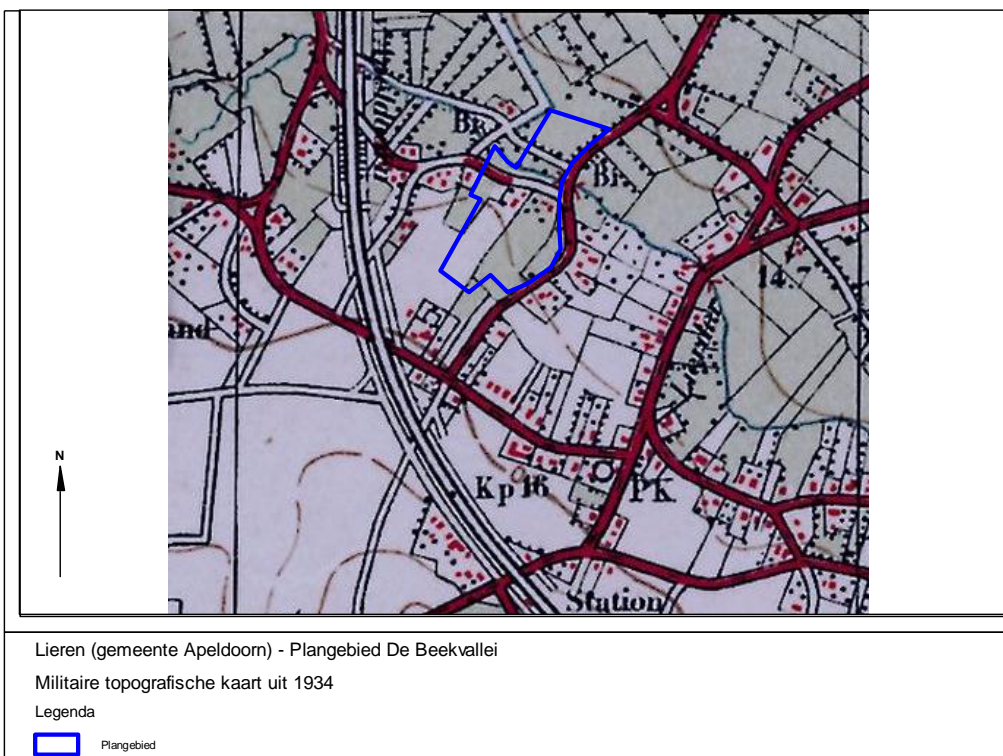 Bk.
Bl.
14.7
and
N
Kp 16
PK
Station
Lieren (gemeente Apeldoorn) - Plangebied De Beekvallei
Militaire topografische kaart uit 1934
Legenda
Plangebied